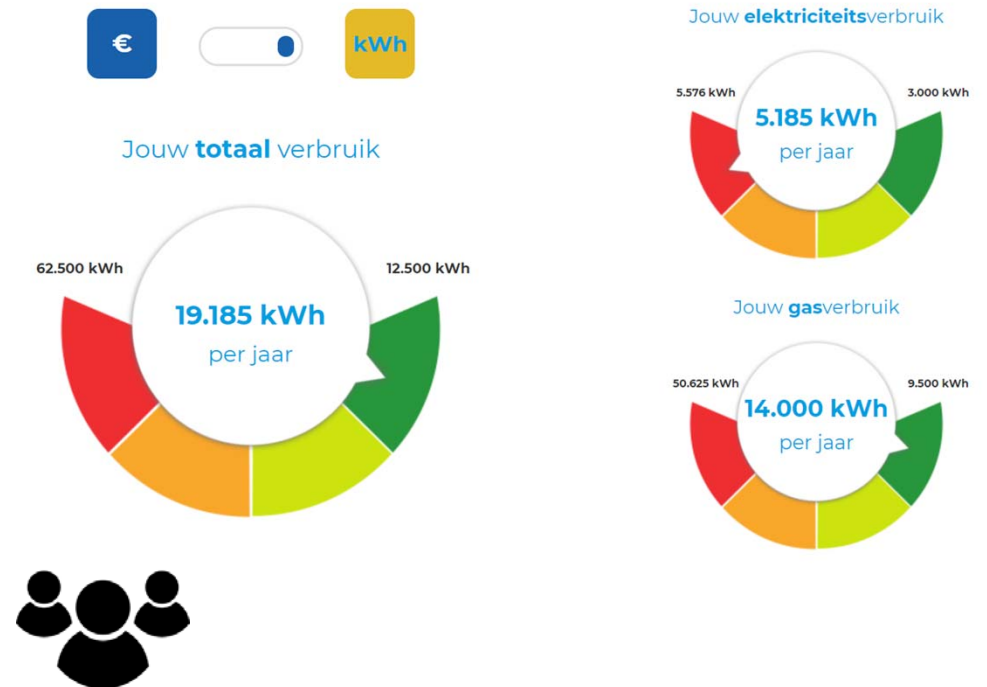 €
kWh
Jouw totaal verbruik
62.500 kWh
12.500 kWh
19.185 kWh
per jaar
Jouw elektriciteitsverbruik
5.576 kWh
3.000 kWh
5.185 kWh
per jaar
Jouw gasverbruik
50.625 kWh
9.500 kWh
14.000 kWh
per jaar